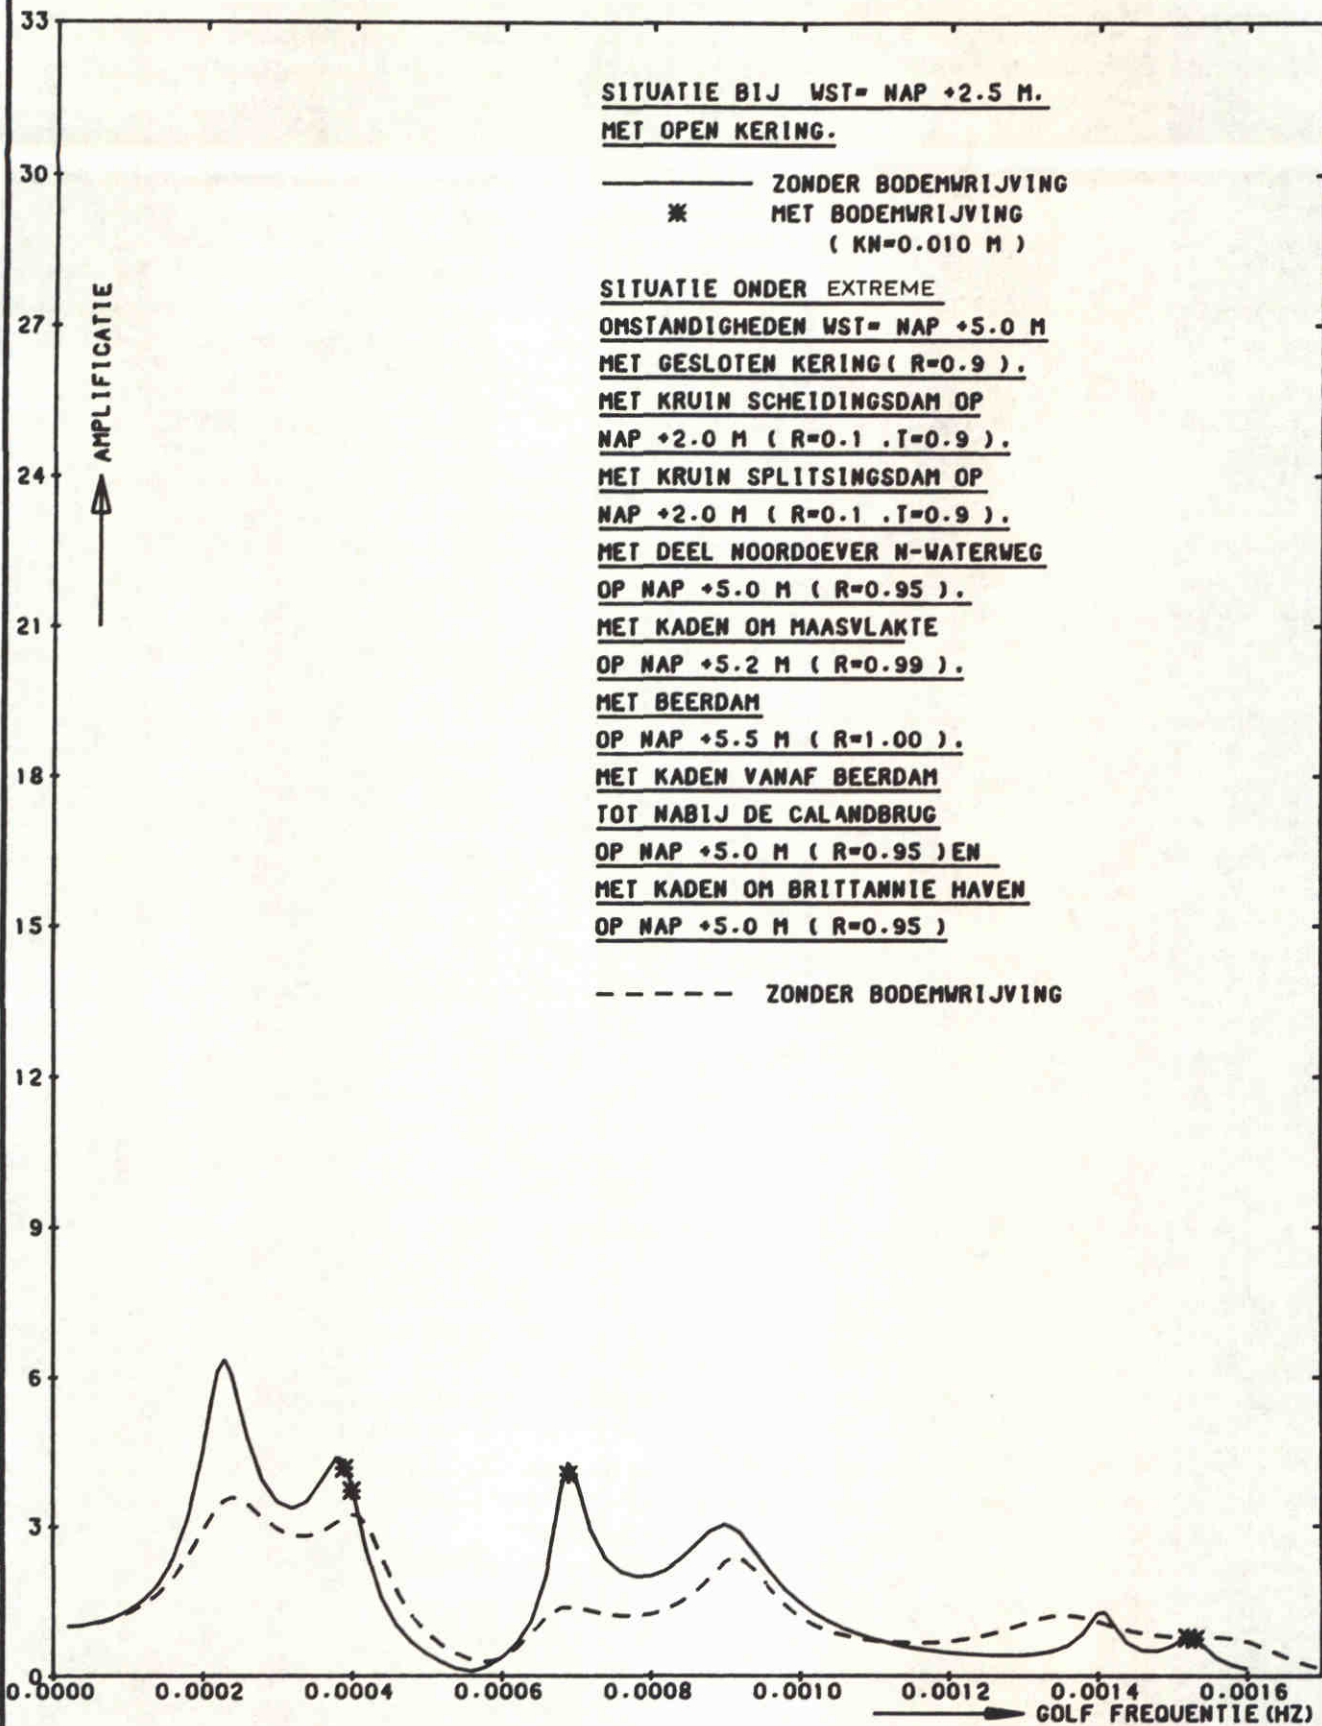 33
30
27
24
21
18
15
12
9
6
3
0
AMPLIFICATIE
SITUATIE BIJ WST= NAP +2.5 M.
MET OPEN KERING.
ZONDER BODEMWRIJVING
MET BODEMWRIJVING
( KN=0.010 M )
SITUATIE ONDER EXTREME
OMSTANDIGHEDEN WST= NAP +5.0 M
MET GESLOTEN KERING( R=0.9 ).
MET KRUIN SCHEIDINGSDAM OP
NAP +2.0 M ( R=0.1 .T=0.9 ).
MET KRUIN SPLITSINGSDAM OP
NAP +2.0 M ( R=0.1 .T=0.9 ).
MET DEEL NOORDOEVER N-WATERWEG
OP NAP +5.0 M ( R=0.95 ).
MET KADEN OM MAASVLAKTE
OP NAP +5.2 M ( R=0.99 ).
MET BEERDAM
OP NAP +5.5 M ( R=1.00 ).
MET KADEN VANAF BEERDAM
TOT NABIJ DE CALANDBRUG
OP NAP +5.0 M ( R=0.95 )EN
MET KADEN OM BRITTANNIE HAVEN
OP NAP +5.0 M ( R=0.95 )
ZONDER BODEMWRIJVING
0.0000 0.0002 0.0004 0.0006 0.0008 0.0010 0.0012 0.0014 0.0016
GOLF FREQUENTIE(HZ)